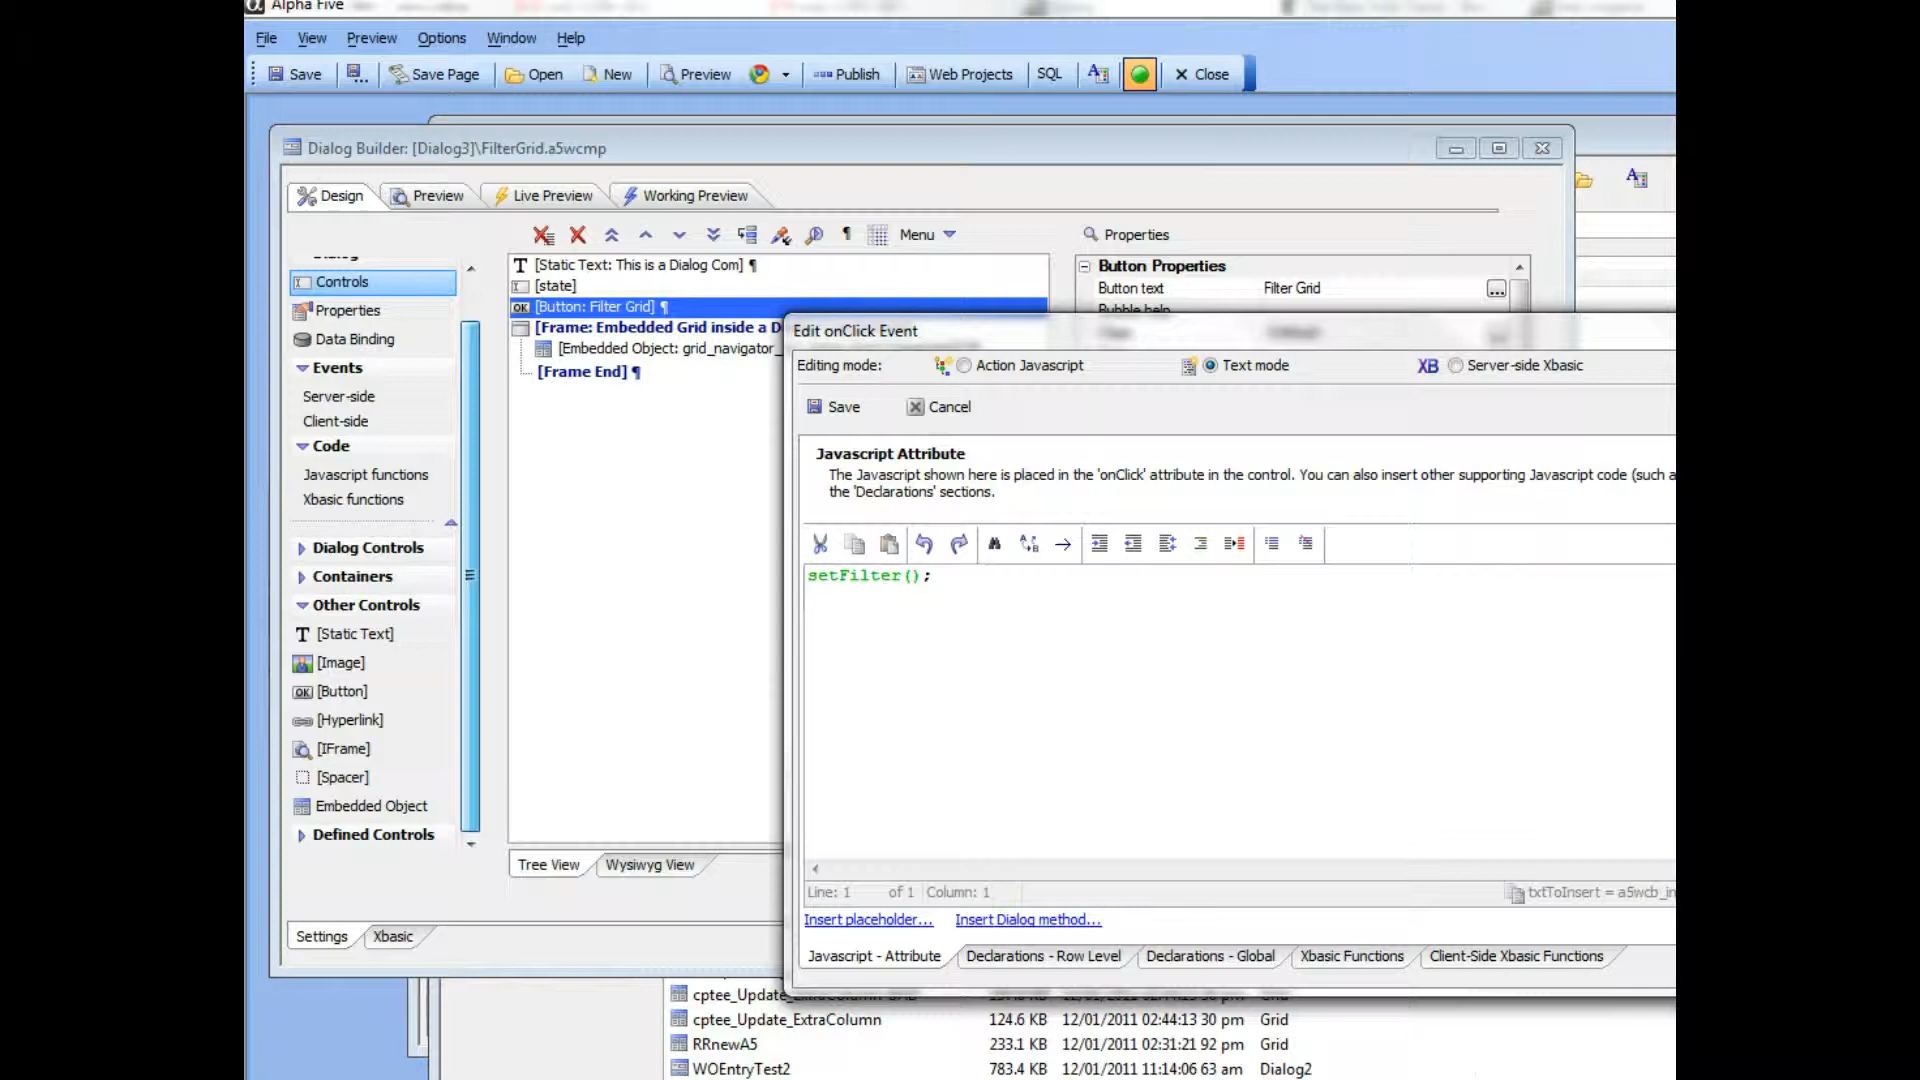 Alpha Five
File View Preview Options Window Help
Save Save Page Open New Preview Publish Web Projects SQL Close
Dialog Builder: [Dialog3]\FilterGrid.a5wcmp
Design Preview Live Preview Working Preview
Menu
Properties
Controls
Properties
Data Binding
Events
Server-side
Client-side
Code
Javascript functions
Xbasic functions
Dialog Controls
Containers
Other Controls
[Static Text]
[Image]
[Button]
[Hyperlink]
[IFrame]
[Spacer]
Embedded Object
Defined Controls
[Static Text: This is a Dialog Com] ¶
[state]
[Button: Filter Grid] ¶
[Frame: Embedded Grid inside a D
[Embedded Object: grid_navigator_
[Frame End] ¶
Tree View Wysiwyg View
Settings Xbasic
Button Properties
Button text Filter Grid
Bubble help
Edit onClick Event
Editing mode: Action Javascript Text mode XB Server-side Xbasic
Save Cancel
Javascript Attribute
The Javascript shown here is placed in the 'onClick' attribute in the control. You can also insert other supporting Javascript code (such a
the 'Declarations' sections.
setFilter();
Line: 1 of 1 Column: 1
txtToInsert = a5wcb_in
Insert placeholder... Insert Dialog method...
Javascript - Attribute Declarations - Row Level Declarations - Global Xbasic Functions Client-Side Xbasic Functions
cptee_Update_ExtraColumn 124.6 KB 12/01/2011 02:44:13 30 pm Grid
RRnewA5 233.1 KB 12/01/2011 02:31:21 92 pm Grid
WOEntryTest2 783.4 KB 12/01/2011 11:14:06 63 am Dialog2